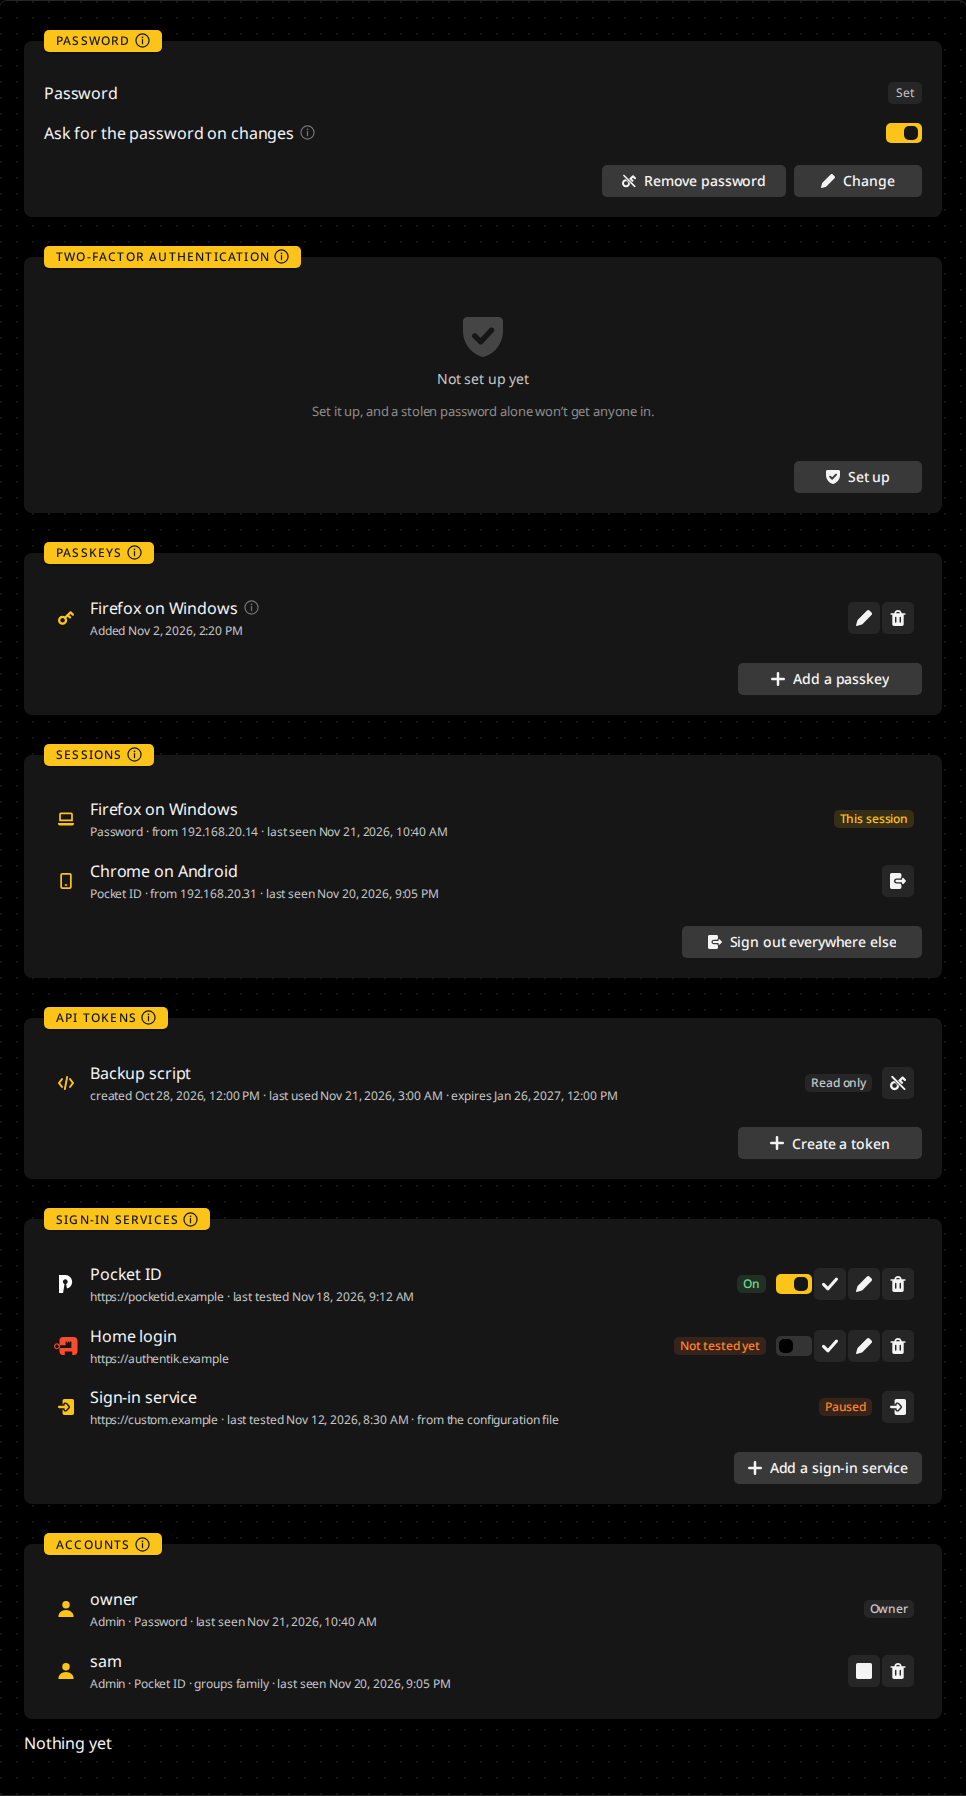 PASSWORD
Password
Set
Ask for the password on changes
Remove password
Change
TWO-FACTOR AUTHENTICATION
Not set up yet
Set it up, and a stolen password alone won't get anyone in.
Set up
PASSKEYS
Firefox on Windows
Added Nov 2, 2026, 2:20 PM
Add a passkey
SESSIONS
Firefox on Windows
Password · from 192.168.20.14 · last seen Nov 21, 2026, 10:40 AM
This session
Chrome on Android
Pocket ID · from 192.168.20.31 · last seen Nov 20, 2026, 9:05 PM
Sign out everywhere else
API TOKENS
Backup script
created Oct 28, 2026, 12:00 PM · last used Nov 21, 2026, 3:00 AM · expires Jan 26, 2027, 12:00 PM
Read only
Create a token
SIGN-IN SERVICES
Pocket ID
https://pocketid.example · last tested Nov 18, 2026, 9:12 AM
On
Home login
https://authentik.example
Not tested yet
Sign-in service
https://custom.example · last tested Nov 12, 2026, 8:30 AM · from the configuration file
Paused
Add a sign-in service
ACCOUNTS
owner
Admin · Password · last seen Nov 21, 2026, 10:40 AM
Owner
sam
Admin · Pocket ID · groups family · last seen Nov 20, 2026, 9:05 PM
Nothing yet